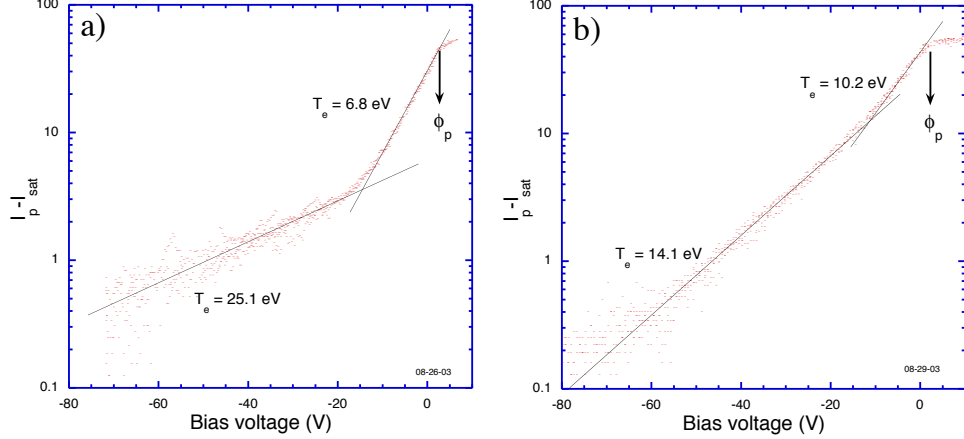 a)
100
10
1
0.1
-80
-60
-40
-20
0
Bias voltage (V)
I_p-I_sat
T_e = 6.8 eV
T_e = 25.1 eV
ϕ_p
08-26-03
b)
100
10
1
0.1
-80
-60
-40
-20
0
Bias voltage (V)
I_p-I_sat
T_e = 10.2 eV
T_e = 14.1 eV
ϕ_p
08-29-03